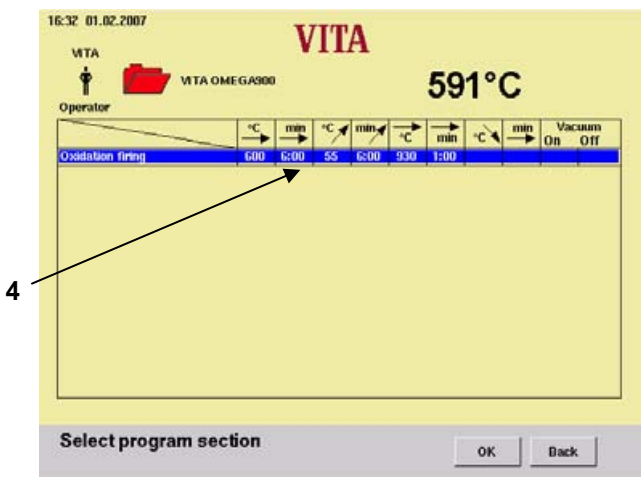 16:32 01.02.2007
VITA
VITA
VITA OMEGA900
591°C
Operator
°C min °C min °C min °C min Vacuum
On Off
Oxidation firing 600 6:00 55 6:00 930 1:00
4
Select program section
OK Back